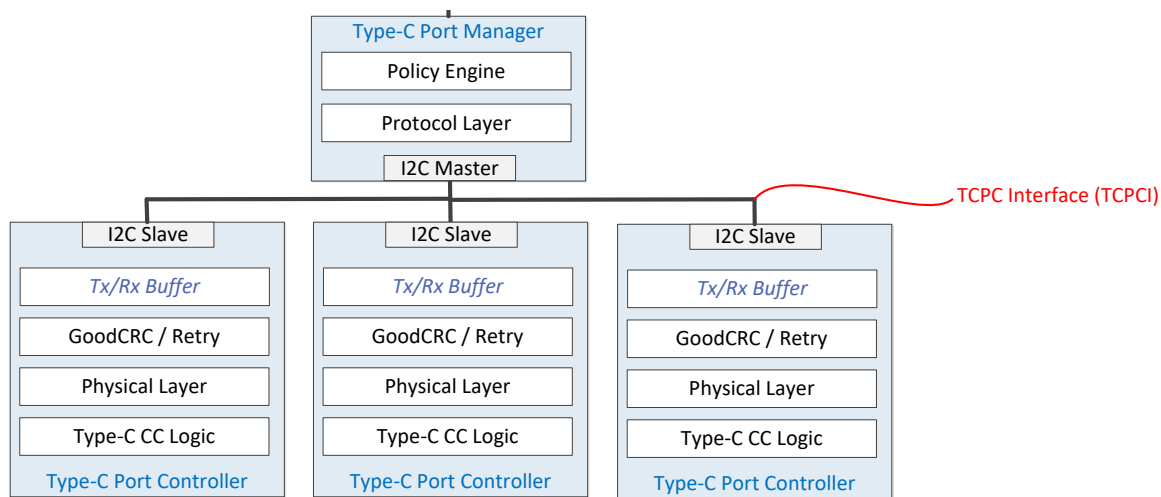 Type-C Port Manager
Policy Engine
Protocol Layer
I2C Master
TCPC Interface (TCPCI)
I2C Slave
Tx/Rx Buffer
GoodCRC / Retry
Physical Layer
Type-C CC Logic
Type-C Port Controller
I2C Slave
Tx/Rx Buffer
GoodCRC / Retry
Physical Layer
Type-C CC Logic
Type-C Port Controller
I2C Slave
Tx/Rx Buffer
GoodCRC / Retry
Physical Layer
Type-C CC Logic
Type-C Port Controller